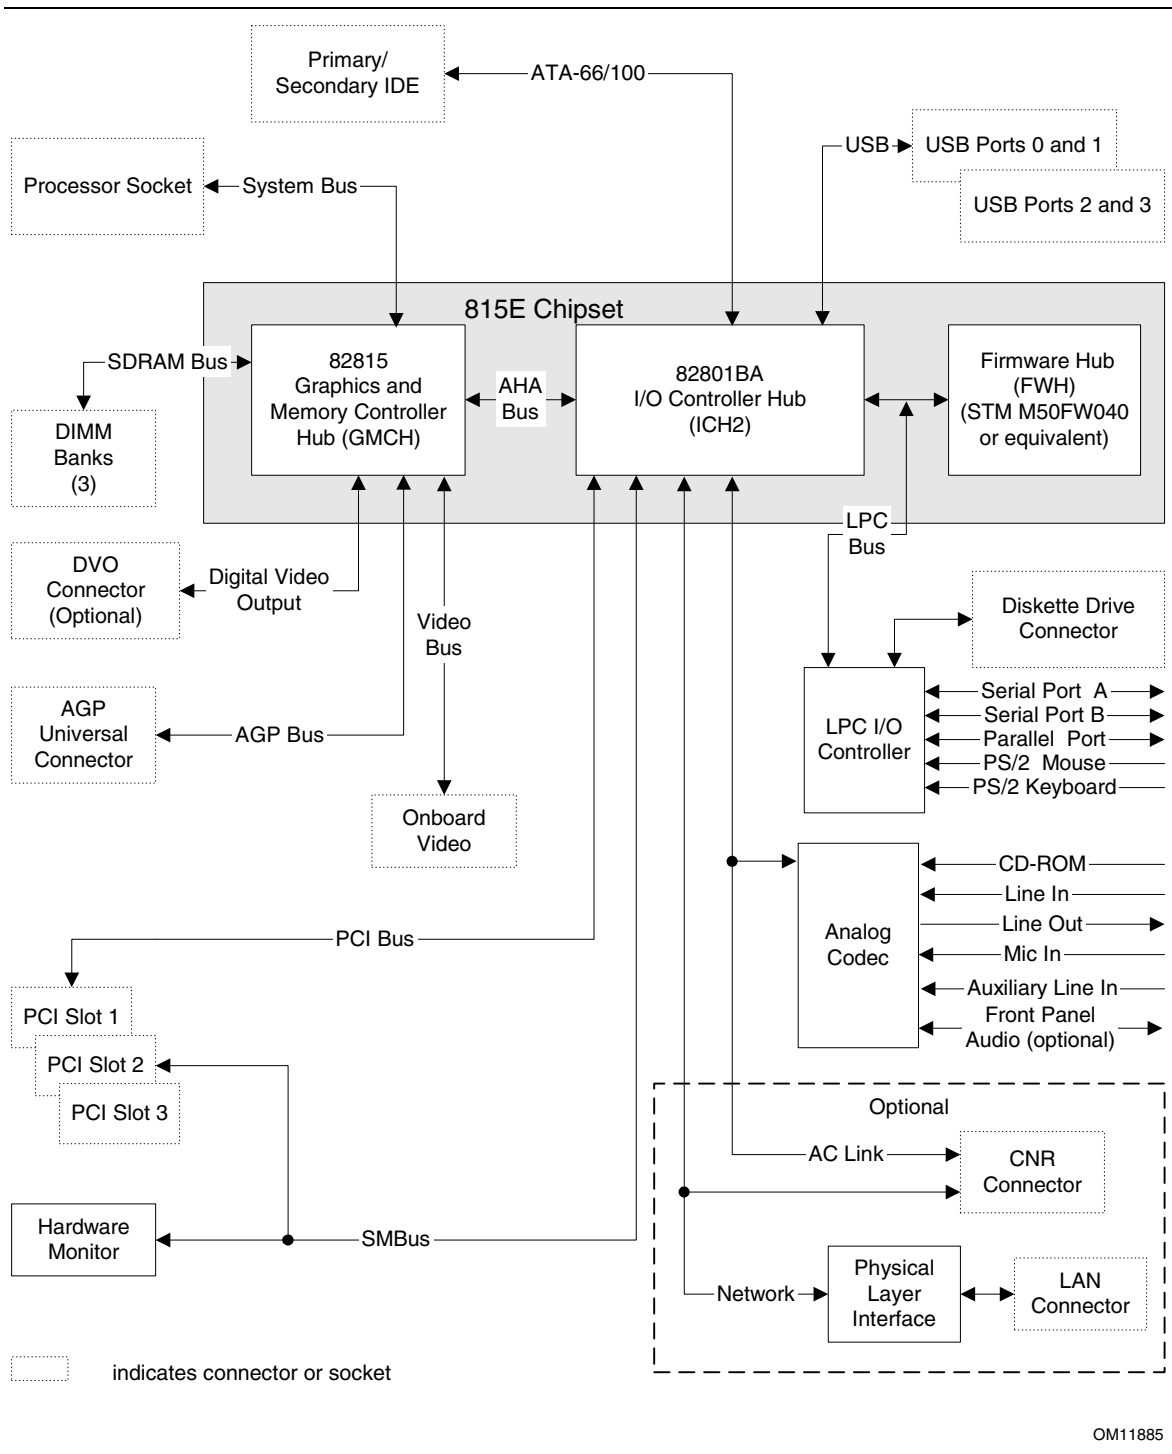 Primary/
Secondary IDE
ATA-66/100
USB
USB Ports 0 and 1
USB Ports 2 and 3
Processor Socket
System Bus
815E Chipset
SDRAM Bus
82815
Graphics and
Memory Controller
Hub (GMCH)
AHA
Bus
82801BA
I/O Controller Hub
(ICH2)
Firmware Hub
(FWH)
(STM M50FW040
or equivalent)
DIMM
Banks
(3)
LPC
Bus
DVO
Connector
(Optional)
Digital Video
Output
Video
Bus
Diskette Drive
Connector
AGP
Universal
Connector
AGP Bus
LPC I/O
Controller
Serial Port A
Serial Port B
Parallel Port
PS/2 Mouse
PS/2 Keyboard
Onboard
Video
Analog
Codec
CD-ROM
Line In
Line Out
Mic In
Auxiliary Line In
Front Panel
Audio (optional)
PCI Bus
PCI Slot 1
PCI Slot 2
PCI Slot 3
Optional
AC Link
CNR
Connector
Hardware
Monitor
SMBus
Network
Physical
Layer
Interface
LAN
Connector
indicates connector or socket
OM11885